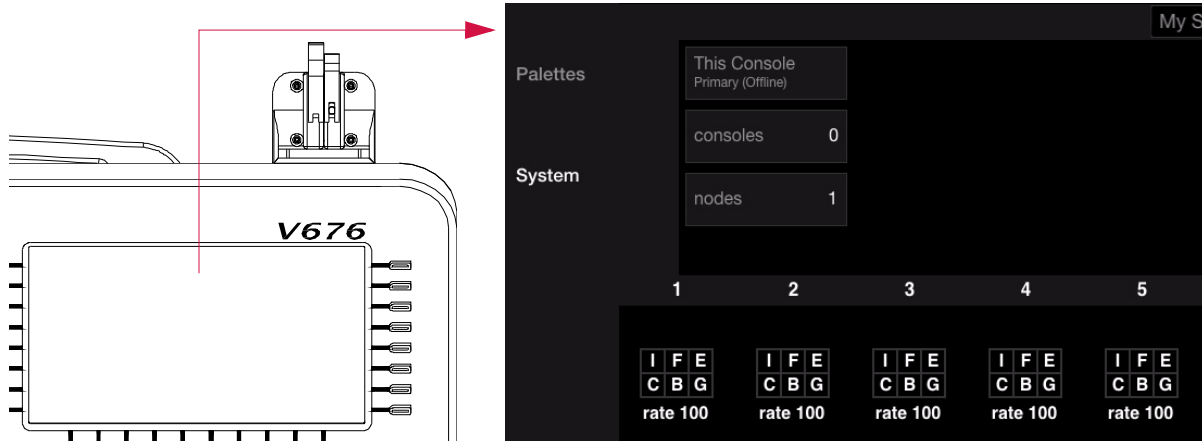 V676
My S
Palettes
This Console
Primary (Offline)
consoles 0
System
nodes 1
1 2 3 4 5
I F E I F E I F E I F E I F E
C B G C B G C B G C B G C B G
rate 100 rate 100 rate 100 rate 100 rate 100